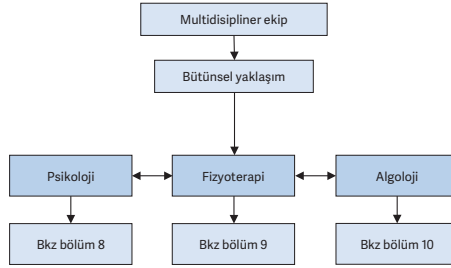 Multidisipliner ekip
Bütünsel yaklaşım
Psikoloji
Fizyoterapi
Algoloji
Bkz bölüm 8
Bkz bölüm 9
Bkz bölüm 10